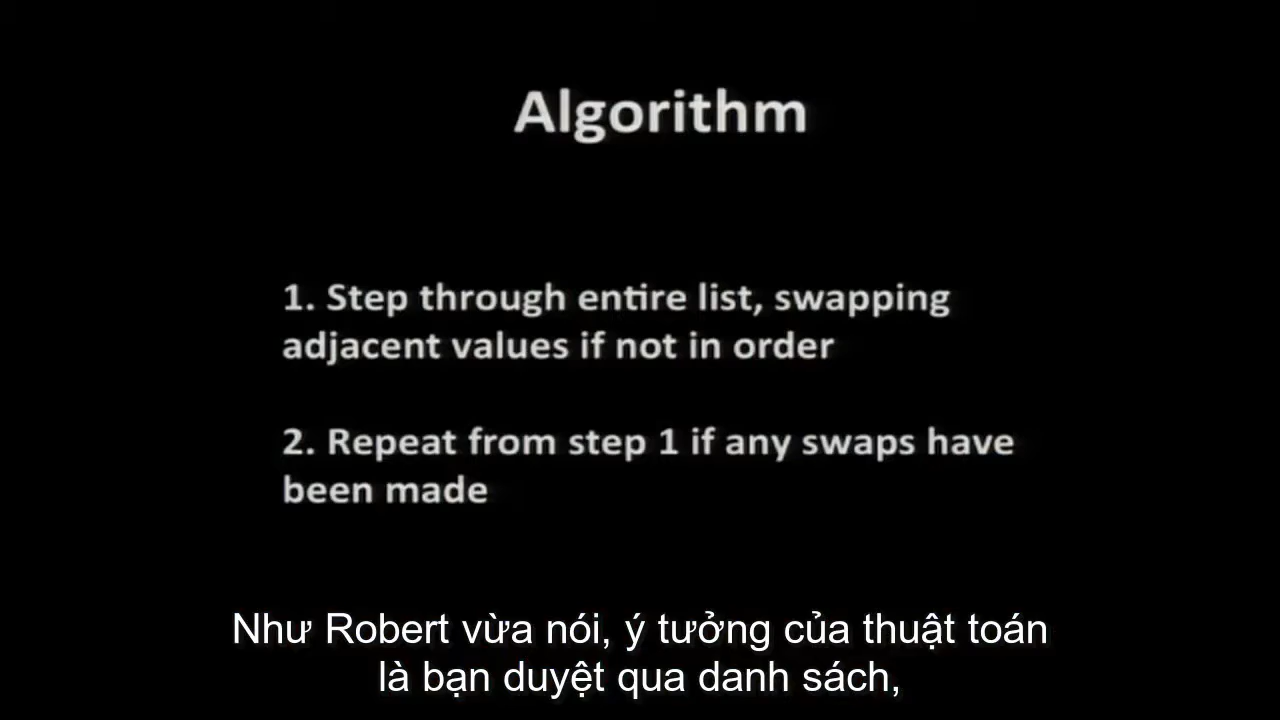 Algorithm
1. Step through entire list, swapping
adjacent values if not in order
2. Repeat from step 1 if any swaps have
been made
Như Robert vừa nói, ý tưởng của thuật toán
là bạn duyệt qua danh sách,